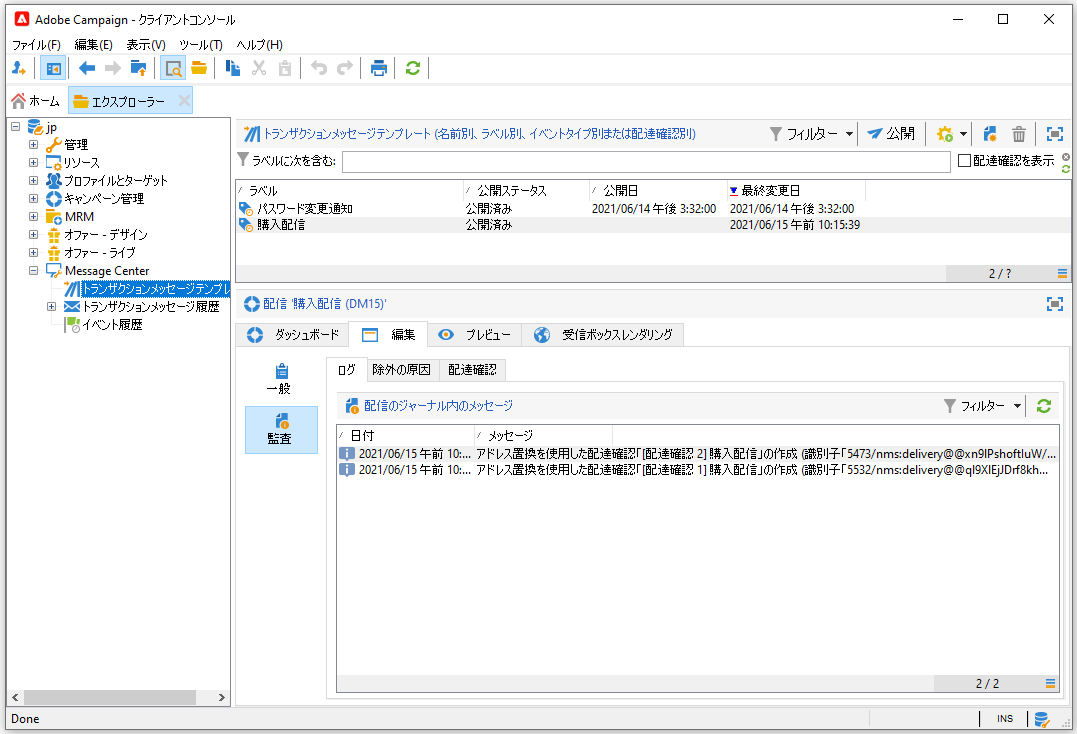 Adobe Campaign - クライアントコンソール
ファイル(F) 編集(E) 表示(V) ツール(T) ヘルプ(H)
ホーム エクスプローラー
jp
管理
リソース
プロファイルとターゲット
キャンペーン管理
MRM
オファー - デザイン
オファー - ライブ
Message Center
トランザクションメッセージテンプレ
トランザクションメッセージ履歴
イベント履歴
トランザクションメッセージテンプレート (名前別、ラベル別、イベントタイプ別または配達確認別) フィルター 公開
ラベルに次を含む: 配達確認を表示
ラベル 公開ステータス 公開日 最終変更日
パスワード変更通知 公開済み 2021/06/14 午後 3:32:00 2021/06/14 午後 3:32:00
購入配信 公開済み 2021/06/15 午前 10:15:39
2 / ?
配信 '購入配信 (DM15)'
ダッシュボード 編集 プレビュー 受信ボックスレンダリング
一般
監査
ログ 除外の原因 配達確認
配信のジャーナル内のメッセージ フィルター
日付 メッセージ
2021/06/15 午前 10:... アドレス置換を使用した配達確認「[配達確認 2] 購入配信」の作成 (識別子「5473/nms:delivery@@xn9IPshoftIuW/...
2021/06/15 午前 10:... アドレス置換を使用した配達確認「[配達確認 1] 購入配信」の作成 (識別子「5532/nms:delivery@@qI9XIEjJDrf8kh...
2 / 2
Done INS